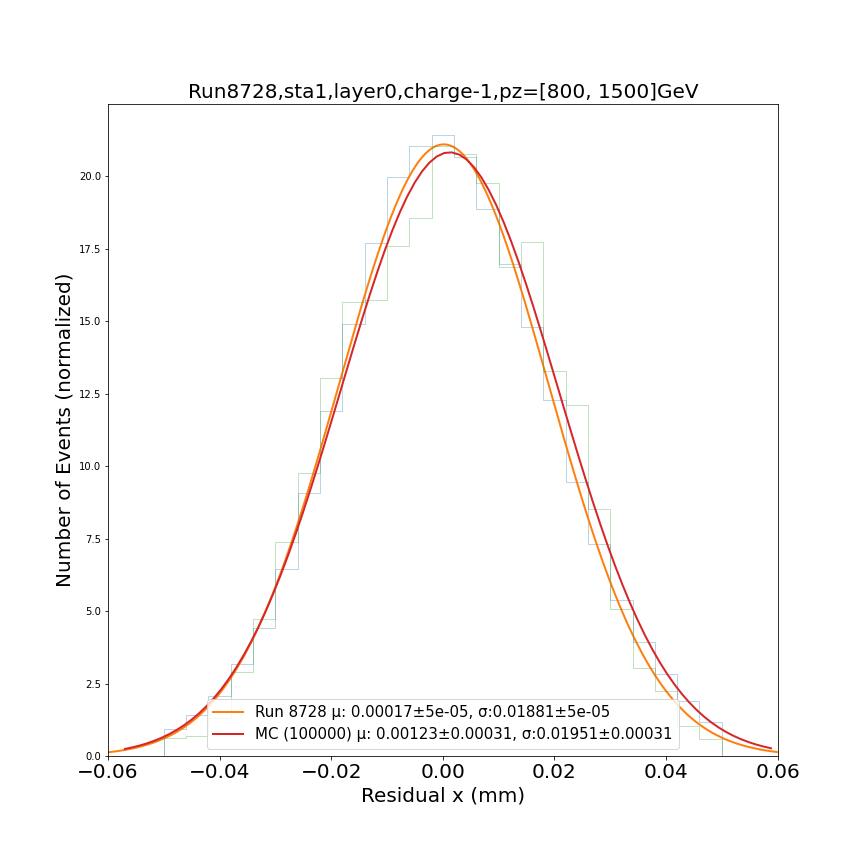 Run8728,sta1,layer0,charge-1,pz=[800, 1500]GeV
Number of Events (normalized)
20.0
17.5
15.0
12.5
10.0
7.5
5.0
2.5
0.0
Run 8728 μ: 0.00017±5e-05, σ:0.01881±5e-05
MC (100000) μ: 0.00123±0.00031, σ:0.01951±0.00031
−0.06 −0.04 −0.02 0.00 0.02 0.04 0.06
Residual x (mm)